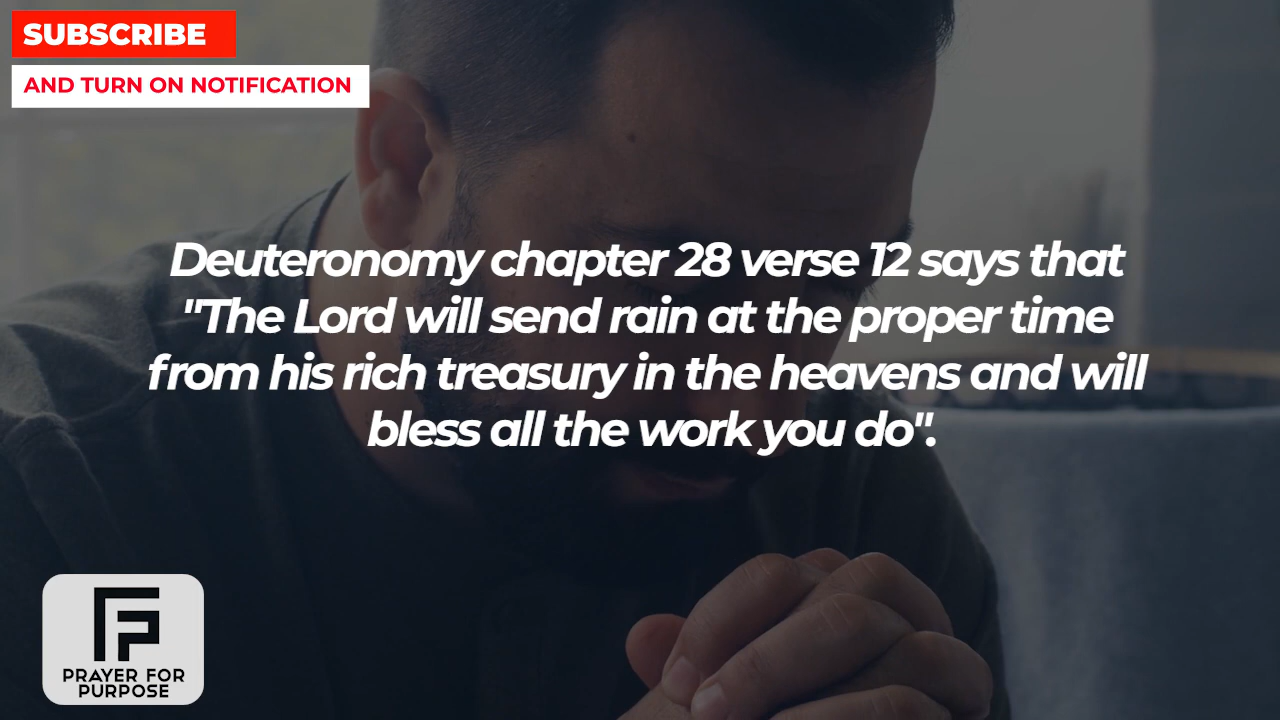 SUBSCRIBE
AND TURN ON NOTIFICATION
Deuteronomy chapter 28 verse 12 says that
"The Lord will send rain at the proper time
from his rich treasury in the heavens and will
bless all the work you do".
PRAYER FOR
PURPOSE